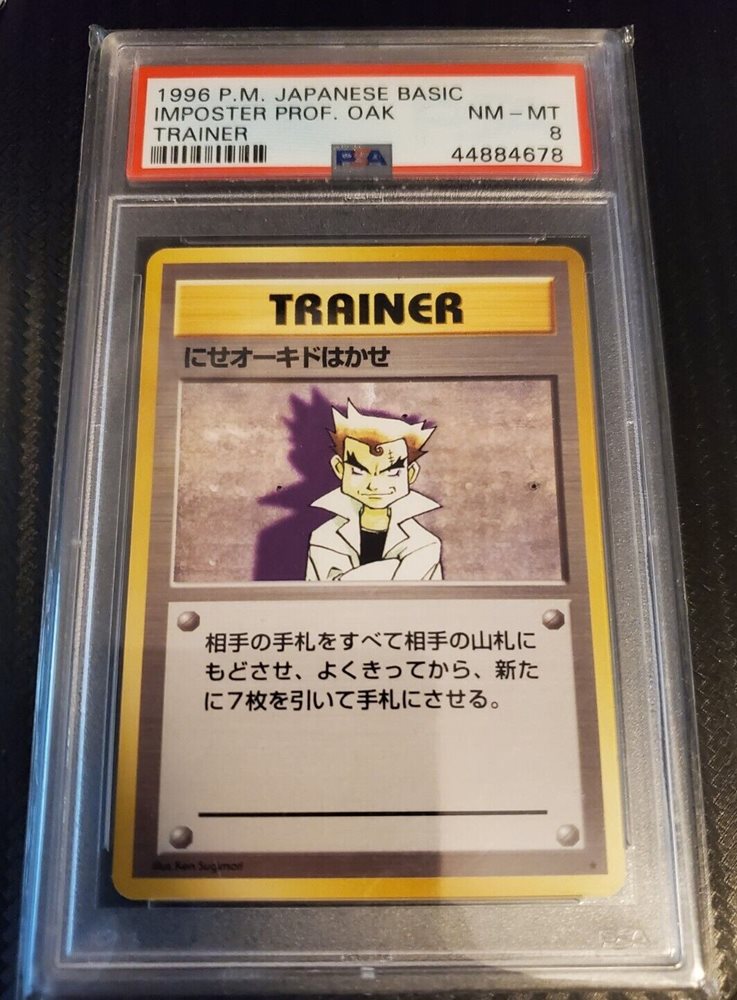 1996 P.M. JAPANESE BASIC
IMPOSTER PROF. OAK NM - MT
TRAINER 8
PSA 44884678
TRAINER
にせオーキドはかせ
相手の手札をすべて相手の山札に
もどさせ、よくきってから、新た
に7枚を引いて手札にさせる。
Illus. Ken Sugimori
PSA